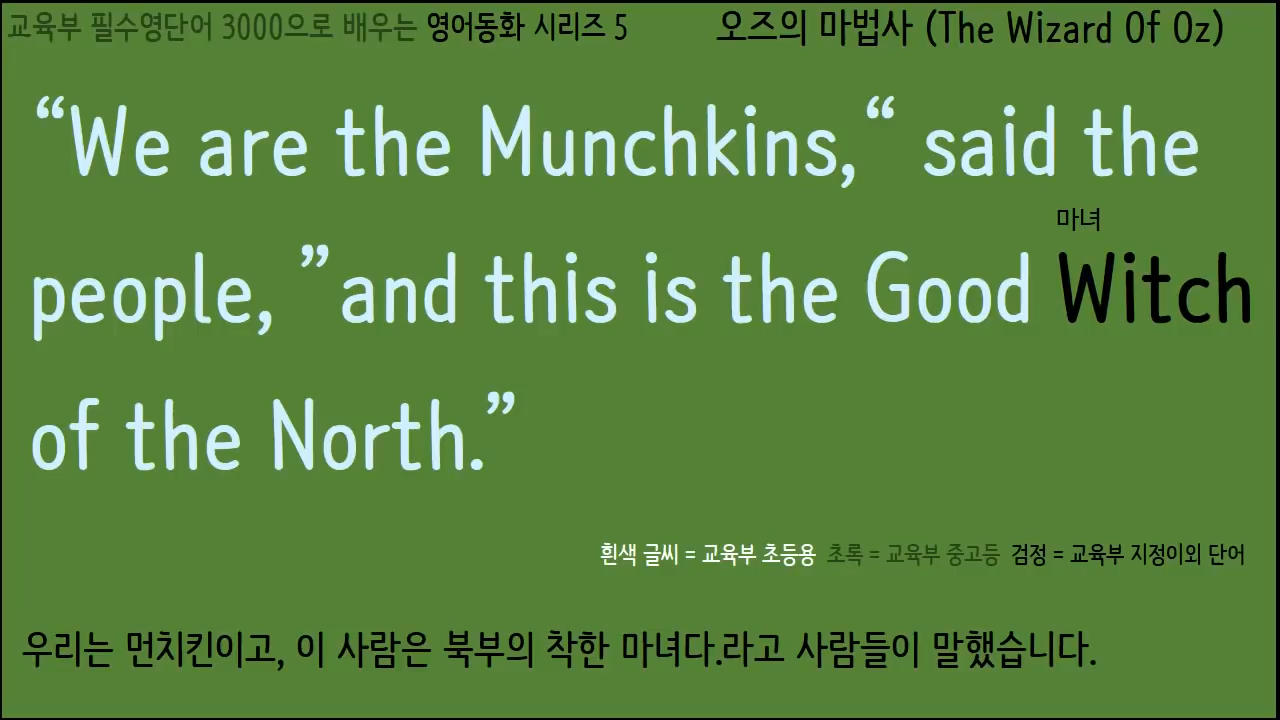 교육부 필수영단어 3000으로 배우는 영어동화 시리즈 5 오즈의 마법사 (The Wizard Of Oz)
“We are the Munchkins,“ said the
마녀
people, ”and this is the Good Witch
of the North.”
흰색 글씨 = 교육부 초등용 초록 = 교육부 중고등 검정 = 교육부 지정이외 단어
우리는 먼치킨이고, 이 사람은 북부의 착한 마녀다.라고 사람들이 말했습니다.